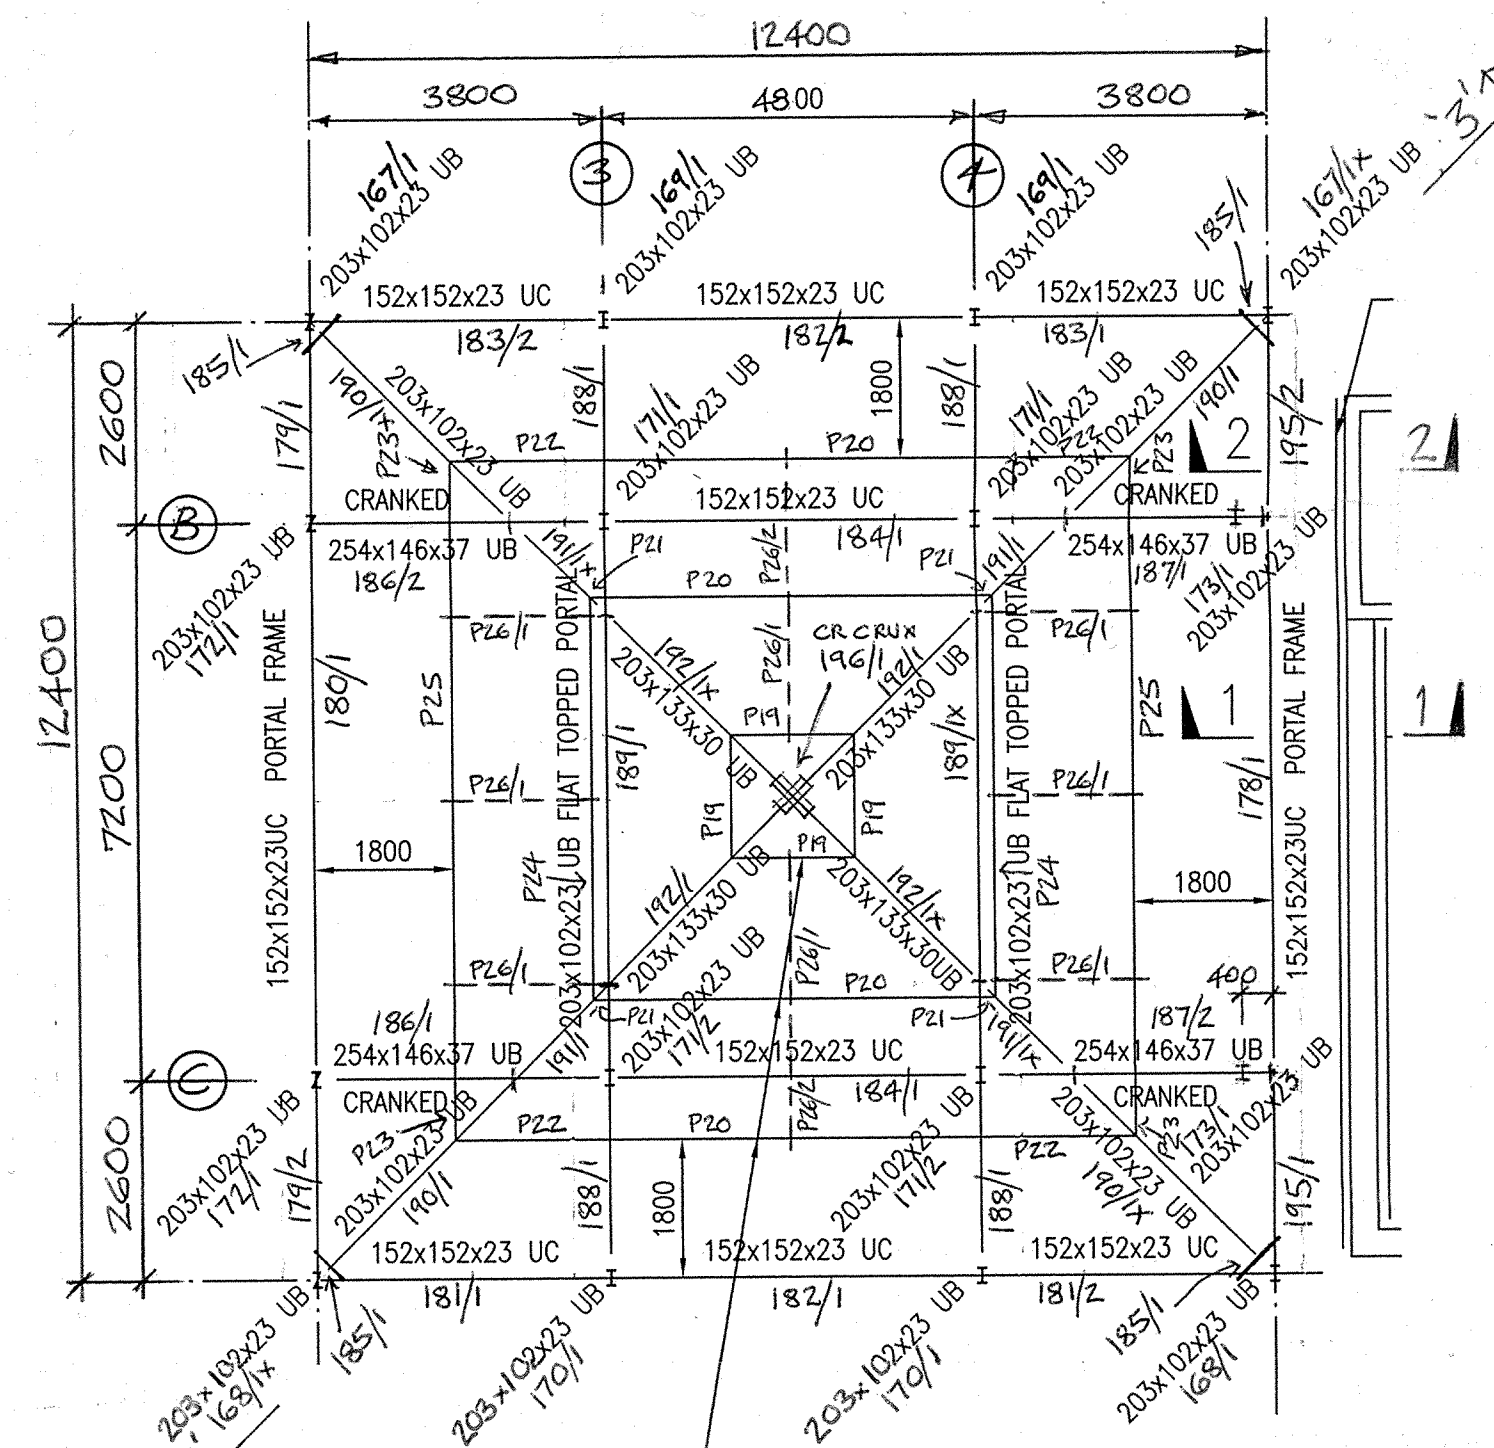 12400
3800
4800
3800
3
4
167/1
203x102x23 UB
169/1
203x102x23 UB
169/1
203x102x23 UB
185/1
167/1x
203x102x23 UB
152x152x23 UC
152x152x23 UC
152x152x23 UC
183/2
182/2
183/1
185/1
2600
179/1
190/1x
203x102x23 UB
P23x
188/1
171/1
203x102x23 UB
1800
188/1
171/1
203x102x23 UB
P22
203x102x23 UB
190/1
P23
195/2
2
2
P22
P20
CRANKED
152x152x23 UC
CRANKED
B
254x146x37 UB
186/2
191/1x
P21
P26/2
184/1
P21
191/1
254x146x37 UB
187/1
173/1
203x102x23 UB
203x102x23 UB
172/1
P20
12400
7200
152x152x23UC PORTAL FRAME
180/1
P25
P26/1
203x102x23 UB FLAT TOPPED PORTAL
192/1x
203x133x30 UB
P26/1
CRCRUX
196/1
192/1
203x133x30 UB
203x102x23 UB FLAT TOPPED PORTAL
P26/1
P25
1
1
152x152x23UC PORTAL FRAME
P19
189/1
189/1x
P26/1
P26/1
178/1
P19
P19
P19
1800
P24
192/1
203x133x30 UB
192/1x
203x133x30UB
P24
1800
P26/1
P26/1
P20
P26/1
400
P21
203x102x23 UB
171/2
P21
191/1x
186/1
191/1
187/2
254x146x37 UB
152x152x23 UC
254x146x37 UB
C
184/1
CRANKED
P26/2
CRANKED
203x102x23 UB
172/1
P23
203x102x23 UB
190/1
P22
P20
P22
203x102x23 UB
171/2
203x102x23 UB
190/1x
P23
173/1
203x102x23 UB
2600
179/2
188/1
1800
188/1
195/1
152x152x23 UC
152x152x23 UC
152x152x23 UC
181/1
182/1
181/2
185/1
185/1
203x102x23 UB
168/1x
203x102x23 UB
170/1
203x102x23 UB
170/1
203x102x23 UB
168/1